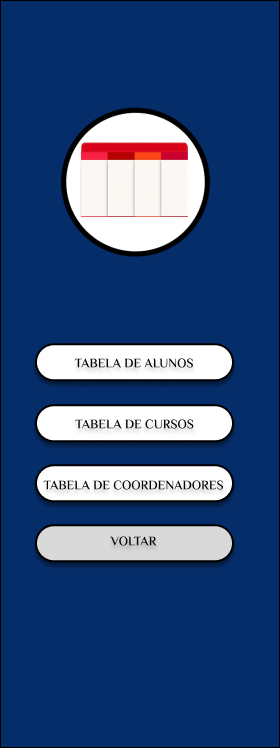 TABELA DE ALUNOS
TABELA DE CURSOS
TABELA DE COORDENADORES
VOLTAR